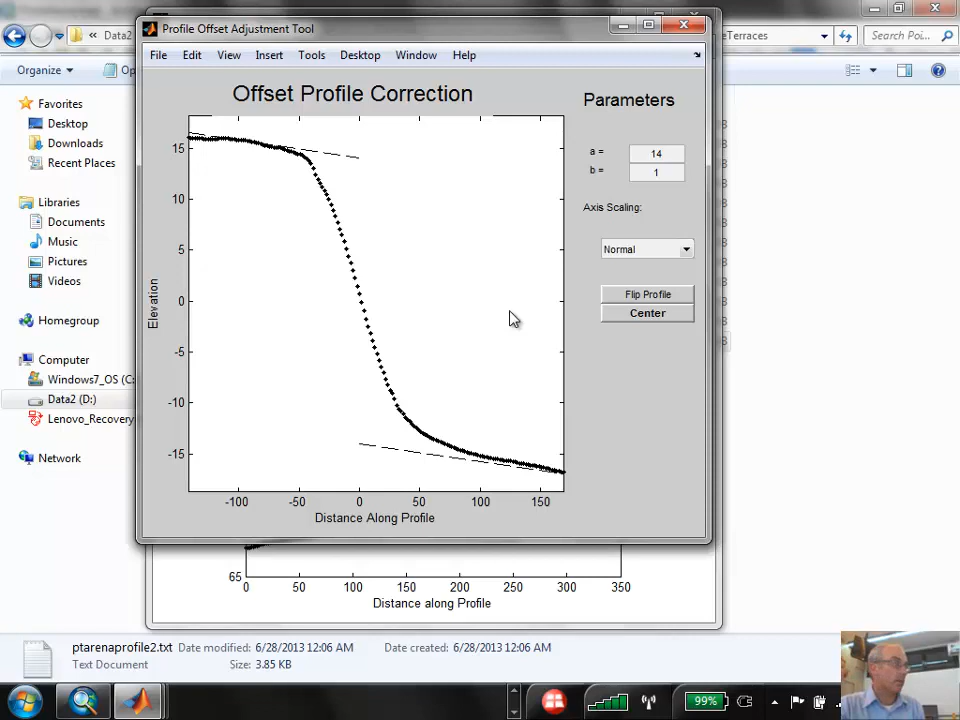 Profile Offset Adjustment Tool
Data2
Terraces
Search Poi...
File Edit View Insert Tools Desktop Window Help
Organize
Op
Offset Profile Correction
Parameters
Favorites
Desktop
Downloads
Recent Places
Libraries
Documents
Music
Pictures
Videos
Homegroup
Computer
Windows7_OS (C:
Data2 (D:)
Lenovo_Recovery
Network
a = 14
b = 1
Axis Scaling:
Normal
Flip Profile
Center
15
10
5
0
-5
-10
-15
Elevation
-100 -50 0 50 100 150
Distance Along Profile
65
0 50 100 150 200 250 300 350
Distance along Profile
ptarenaprofile2.txt Date modified: 6/28/2013 12:06 AM Date created: 6/28/2013 12:06 AM
Text Document Size: 3.85 KB
99%